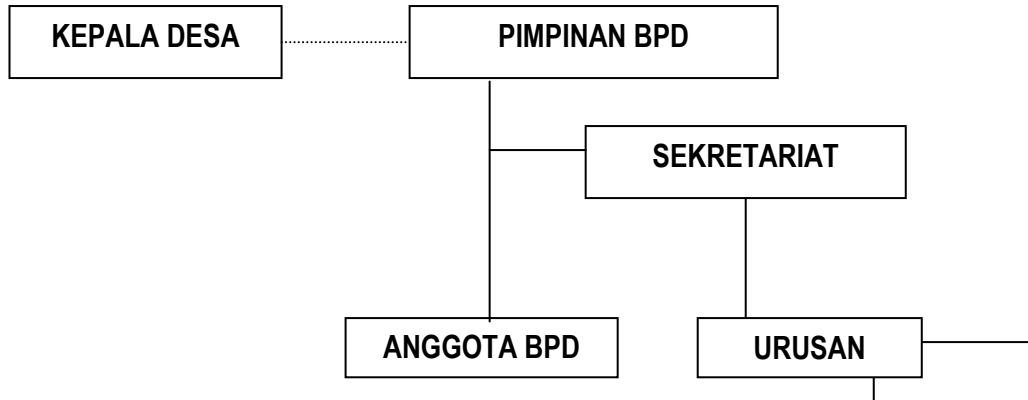 KEPALA DESA
PIMPINAN BPD
SEKRETARIAT
ANGGOTA BPD
URUSAN